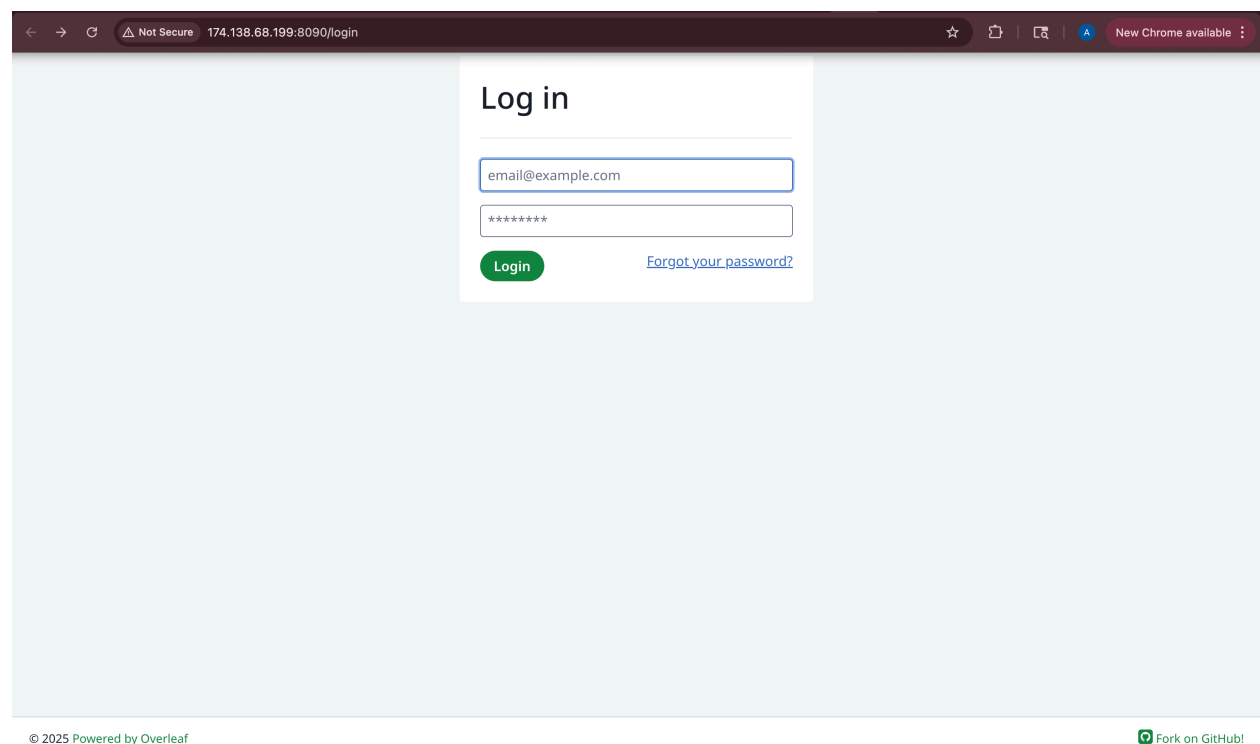 Not Secure 174.138.68.199:8090/login A New Chrome available
Log in
email@example.com
********
Login Forgot your password?
© 2025 Powered by Overleaf Fork on GitHub!